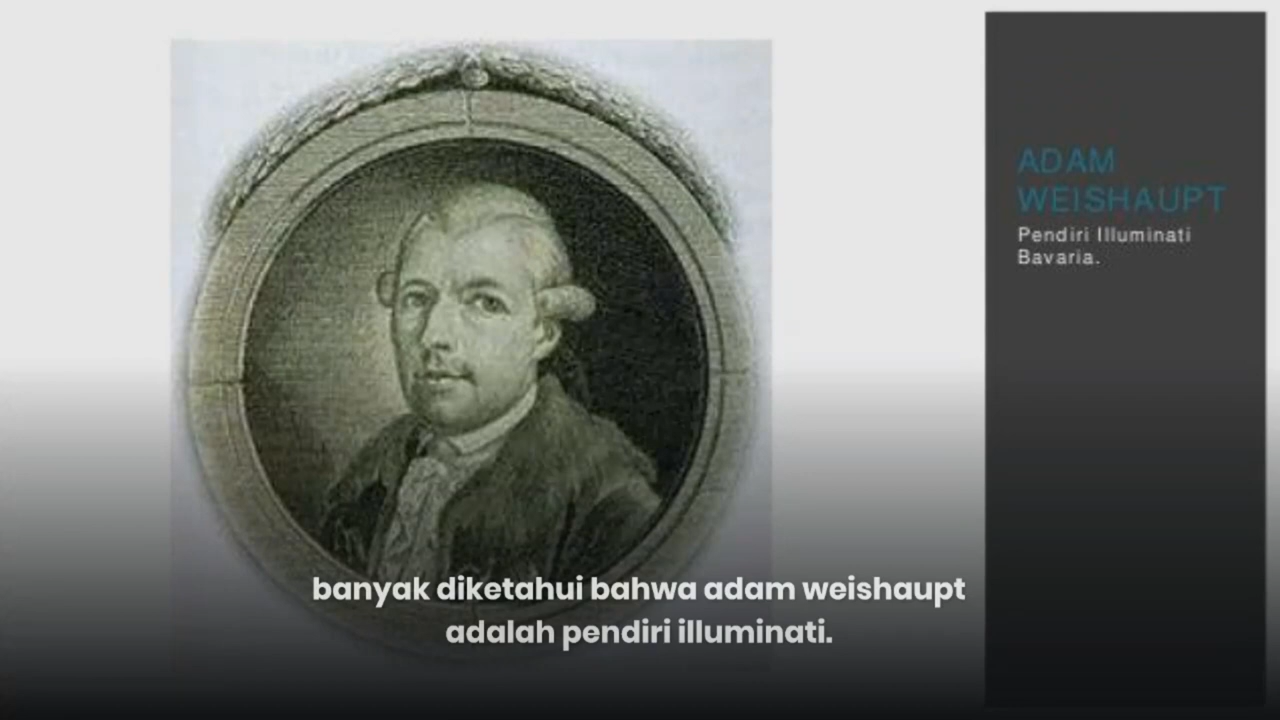 ADAM
WEISHAUPT
Pendiri Illuminati
Bavaria.
banyak diketahui bahwa adam weishaupt
adalah pendiri illuminati.